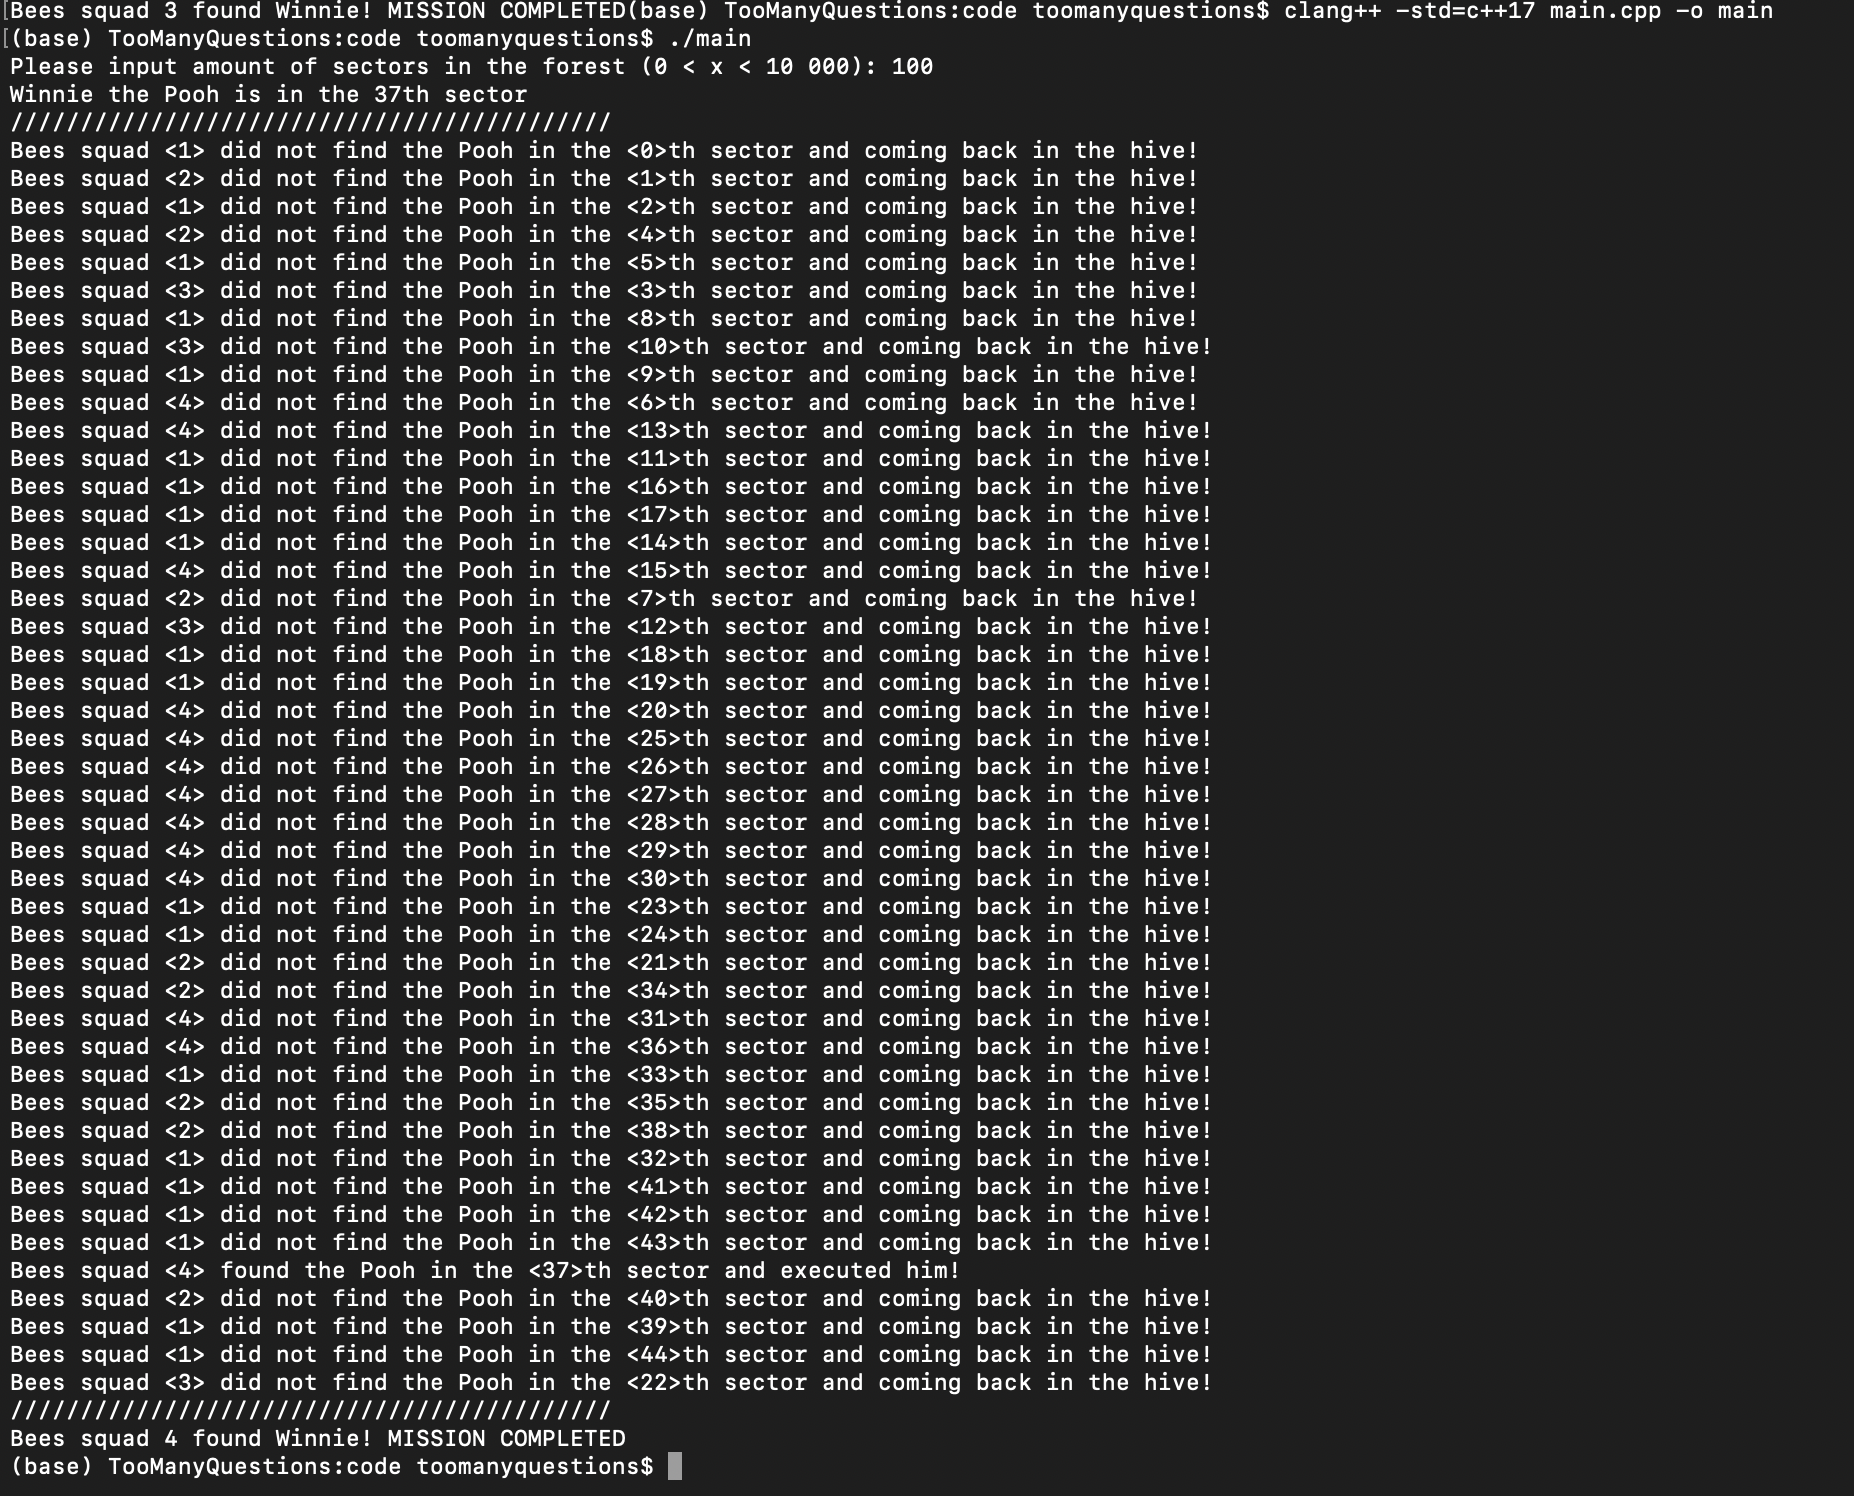 [Bees squad 3 found Winnie! MISSION COMPLETED(base) TooManyQuestions:code toomanyquestions$ clang++ -std=c++17 main.cpp -o main
[(base) TooManyQuestions:code toomanyquestions$ ./main
Please input amount of sectors in the forest (0 < x < 10 000): 100
Winnie the Pooh is in the 37th sector
///////////////////////////////////////////
Bees squad <1> did not find the Pooh in the <0>th sector and coming back in the hive!
Bees squad <2> did not find the Pooh in the <1>th sector and coming back in the hive!
Bees squad <1> did not find the Pooh in the <2>th sector and coming back in the hive!
Bees squad <2> did not find the Pooh in the <4>th sector and coming back in the hive!
Bees squad <1> did not find the Pooh in the <5>th sector and coming back in the hive!
Bees squad <3> did not find the Pooh in the <3>th sector and coming back in the hive!
Bees squad <1> did not find the Pooh in the <8>th sector and coming back in the hive!
Bees squad <3> did not find the Pooh in the <10>th sector and coming back in the hive!
Bees squad <1> did not find the Pooh in the <9>th sector and coming back in the hive!
Bees squad <4> did not find the Pooh in the <6>th sector and coming back in the hive!
Bees squad <4> did not find the Pooh in the <13>th sector and coming back in the hive!
Bees squad <1> did not find the Pooh in the <11>th sector and coming back in the hive!
Bees squad <1> did not find the Pooh in the <16>th sector and coming back in the hive!
Bees squad <1> did not find the Pooh in the <17>th sector and coming back in the hive!
Bees squad <1> did not find the Pooh in the <14>th sector and coming back in the hive!
Bees squad <4> did not find the Pooh in the <15>th sector and coming back in the hive!
Bees squad <2> did not find the Pooh in the <7>th sector and coming back in the hive!
Bees squad <3> did not find the Pooh in the <12>th sector and coming back in the hive!
Bees squad <1> did not find the Pooh in the <18>th sector and coming back in the hive!
Bees squad <1> did not find the Pooh in the <19>th sector and coming back in the hive!
Bees squad <4> did not find the Pooh in the <20>th sector and coming back in the hive!
Bees squad <4> did not find the Pooh in the <25>th sector and coming back in the hive!
Bees squad <4> did not find the Pooh in the <26>th sector and coming back in the hive!
Bees squad <4> did not find the Pooh in the <27>th sector and coming back in the hive!
Bees squad <4> did not find the Pooh in the <28>th sector and coming back in the hive!
Bees squad <4> did not find the Pooh in the <29>th sector and coming back in the hive!
Bees squad <4> did not find the Pooh in the <30>th sector and coming back in the hive!
Bees squad <1> did not find the Pooh in the <23>th sector and coming back in the hive!
Bees squad <1> did not find the Pooh in the <24>th sector and coming back in the hive!
Bees squad <2> did not find the Pooh in the <21>th sector and coming back in the hive!
Bees squad <2> did not find the Pooh in the <34>th sector and coming back in the hive!
Bees squad <4> did not find the Pooh in the <31>th sector and coming back in the hive!
Bees squad <4> did not find the Pooh in the <36>th sector and coming back in the hive!
Bees squad <1> did not find the Pooh in the <33>th sector and coming back in the hive!
Bees squad <2> did not find the Pooh in the <35>th sector and coming back in the hive!
Bees squad <2> did not find the Pooh in the <38>th sector and coming back in the hive!
Bees squad <1> did not find the Pooh in the <32>th sector and coming back in the hive!
Bees squad <1> did not find the Pooh in the <41>th sector and coming back in the hive!
Bees squad <1> did not find the Pooh in the <42>th sector and coming back in the hive!
Bees squad <1> did not find the Pooh in the <43>th sector and coming back in the hive!
Bees squad <4> found the Pooh in the <37>th sector and executed him!
Bees squad <2> did not find the Pooh in the <40>th sector and coming back in the hive!
Bees squad <1> did not find the Pooh in the <39>th sector and coming back in the hive!
Bees squad <1> did not find the Pooh in the <44>th sector and coming back in the hive!
Bees squad <3> did not find the Pooh in the <22>th sector and coming back in the hive!
///////////////////////////////////////////
Bees squad 4 found Winnie! MISSION COMPLETED
(base) TooManyQuestions:code toomanyquestions$